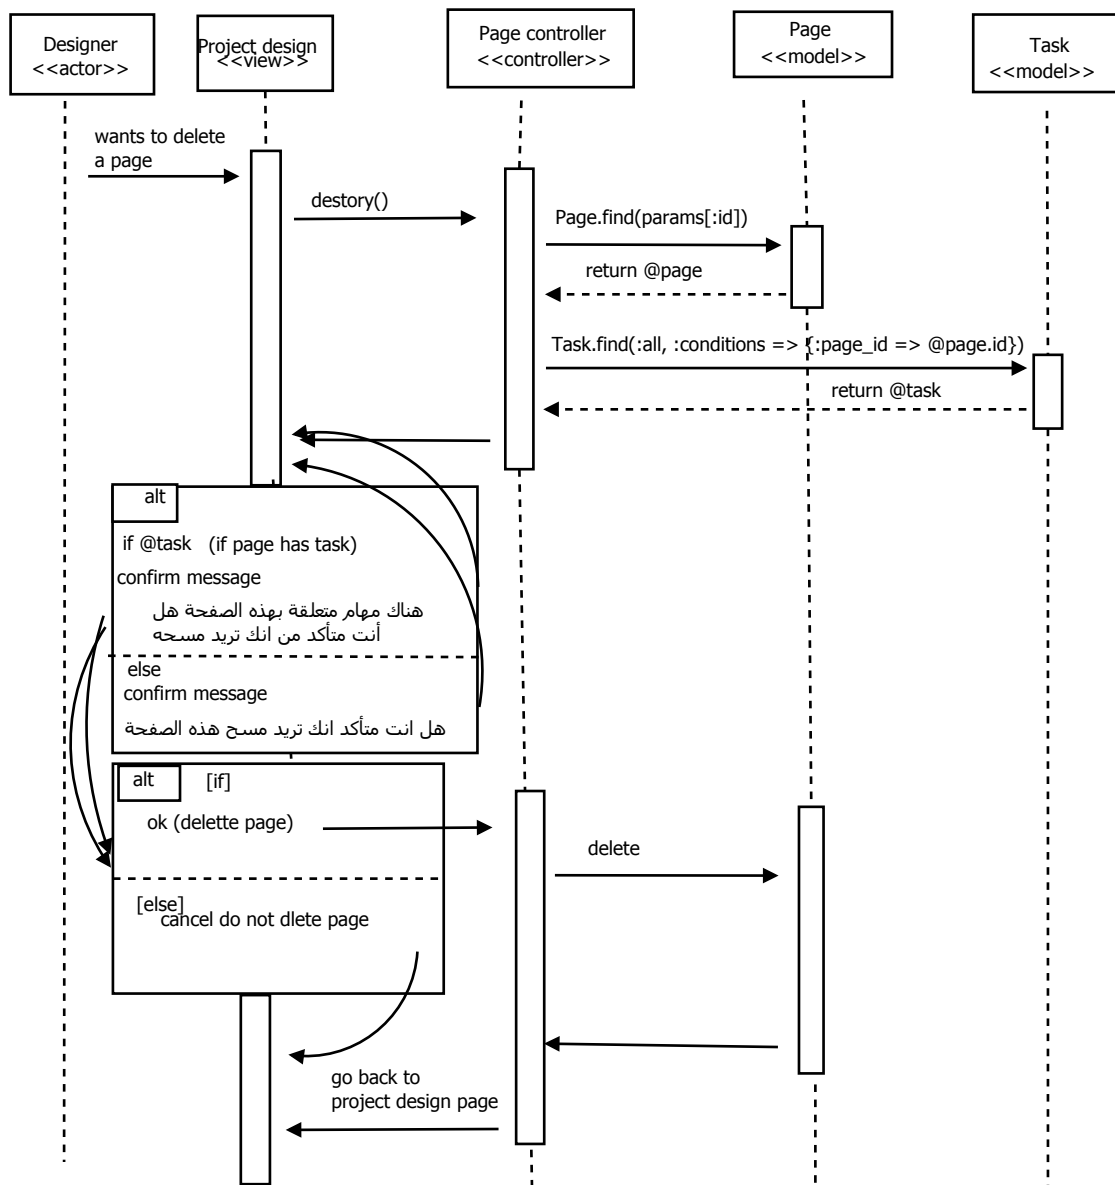 Designer
<<actor>>
Project design
<<view>>
Page controller
<<controller>>
Page
<<model>>
Task
<<model>>
wants to delete
a page
destory()
Page.find(params[:id])
return @page
Task.find(:all, :conditions => {:page_id => @page.id})
return @task
alt
if @task (if page has task)
confirm message
هناك مهام متعلقة بهذه الصفحة هل
أنت متأكد من انك تريد مسحه
else
confirm message
هل انت متأكد انك تريد مسح هذه الصفحة
alt
[if]
ok (delette page)
delete
[else]
cancel do not dlete page
go back to
project design page